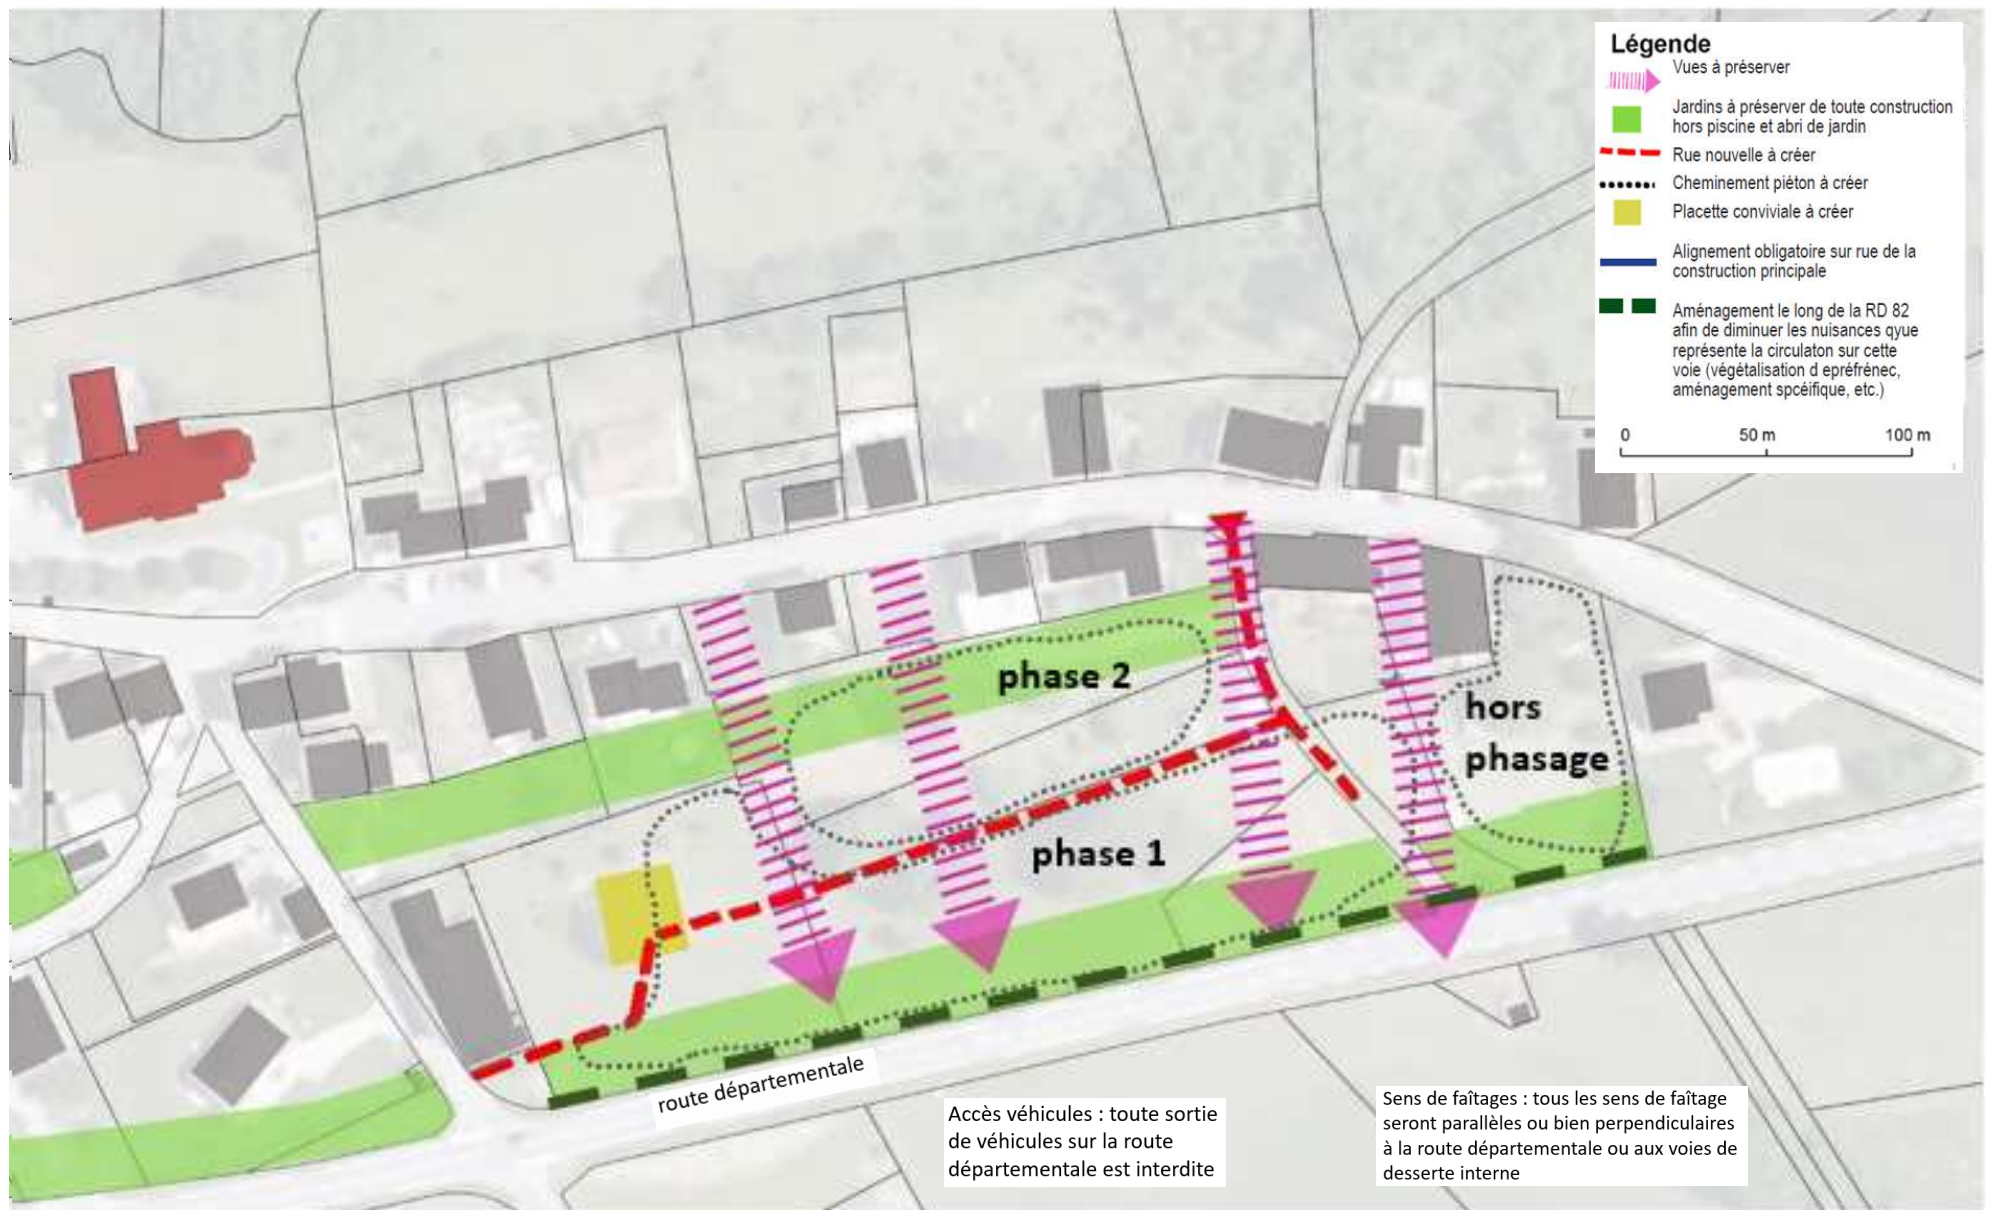 Légende
Vues à préserver
Jardins à préserver de toute construction
hors piscine et abri de jardin
Rue nouvelle à créer
Cheminement piéton à créer
Placette conviviale à créer
Alignement obligatoire sur rue de la
construction principale
Aménagement le long de la RD 82
afin de diminuer les nuisances qyue
représente la circulaton sur cette
voie (végétalisation d epréfrénec,
aménagement spcéifique, etc.)
0 50 m 100 m
phase 2
hors
phasage
phase 1
route départementale
Accès véhicules : toute sortie
de véhicules sur la route
départementale est interdite
Sens de faîtages : tous les sens de faîtage
seront parallèles ou bien perpendiculaires
à la route départementale ou aux voies de
desserte interne